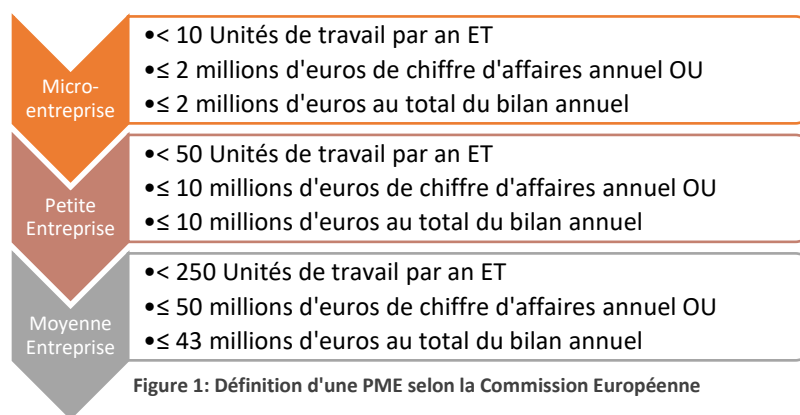 Micro-
entreprise
•< 10 Unités de travail par an ET
•≤ 2 millions d'euros de chiffre d'affaires annuel OU
•≤ 2 millions d'euros au total du bilan annuel
Petite
Entreprise
•< 50 Unités de travail par an ET
•≤ 10 millions d'euros de chiffre d'affaires annuel OU
•≤ 10 millions d'euros au total du bilan annuel
Moyenne
Entreprise
•< 250 Unités de travail par an ET
•≤ 50 millions d'euros de chiffre d'affaires annuel OU
•≤ 43 millions d'euros au total du bilan annuel
Figure 1: Définition d'une PME selon la Commission Européenne